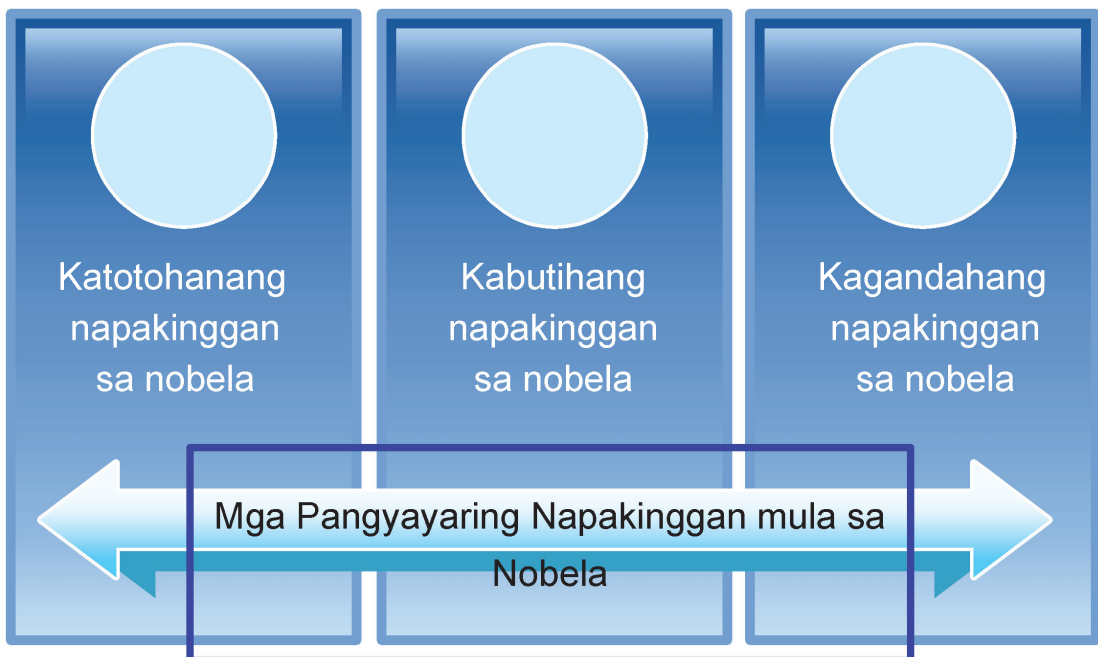 Katotohanang
napakinggan
sa nobela
Kabutihang
napakinggan
sa nobela
Kagandahang
napakinggan
sa nobela
Mga Pangyayaring Napakinggan mula sa
Nobela